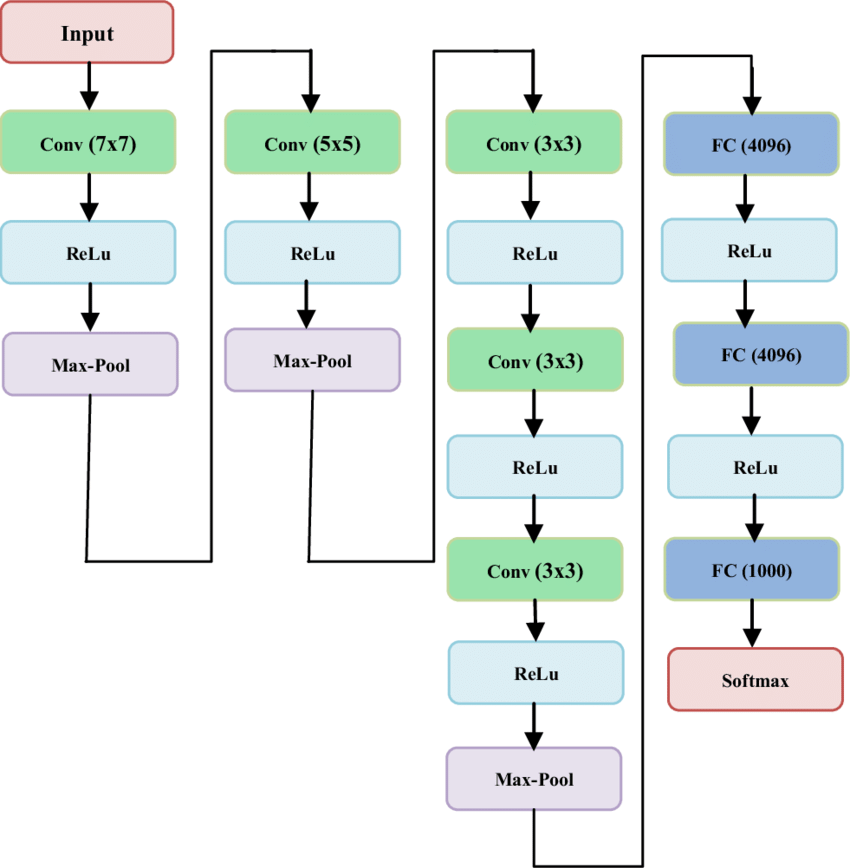 Input
Conv (7x7)
ReLu
Max-Pool
Conv (5x5)
ReLu
Max-Pool
Conv (3x3)
ReLu
Conv (3x3)
ReLu
Conv (3x3)
ReLu
Max-Pool
FC (4096)
ReLu
FC (4096)
ReLu
FC (1000)
Softmax